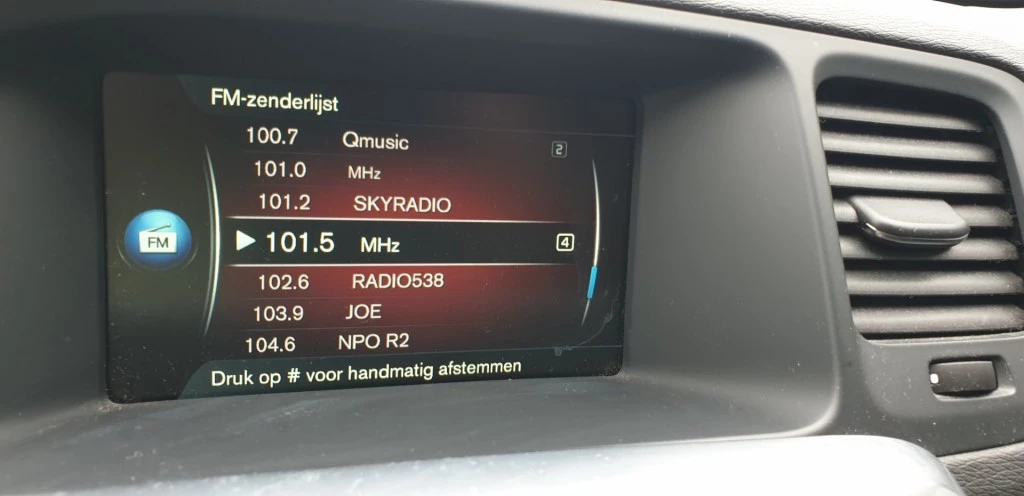 FM-zenderlijst
100.7 Qmusic 2
101.0 MHz
101.2 SKYRADIO
FM 101.5 MHz 4
102.6 RADIO538
103.9 JOE
104.6 NPO R2
Druk op # voor handmatig afstemmen